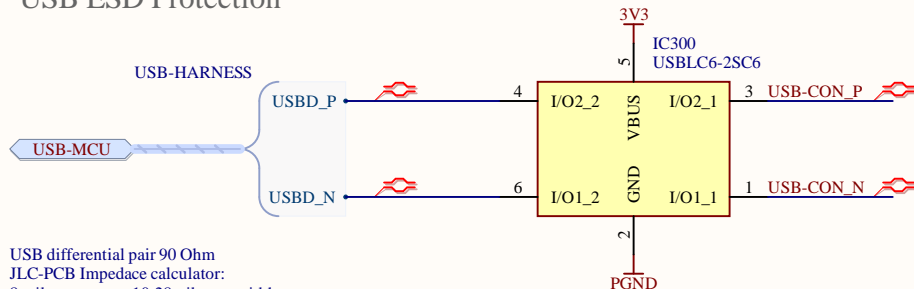 USB ESD Protection
3V3
IC300
USBLC6-2SC6
5
USB-HARNESS
USBD_P
4
I/O2_2
VBUS
I/O2_1
3
USB-CON_P
USB-MCU
USBD_N
6
I/O1_2
GND
I/O1_1
1
USB-CON_N
2
PGND
USB differential pair 90 Ohm
JLC-PCB Impedace calculator: